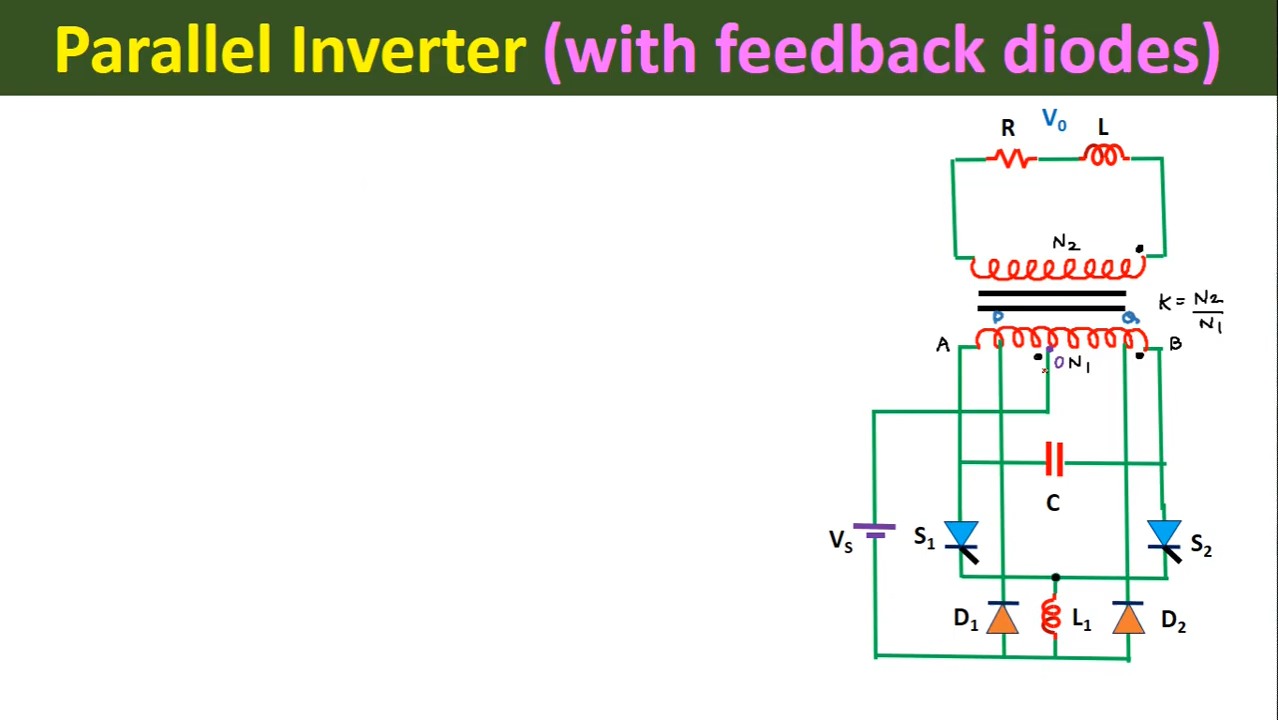 Parallel Inverter (with feedback diodes)
V0
R
L
N2
K = N2/N1
P
Q
A
B
O N1
C
VS
S1
S2
D1
L1
D2